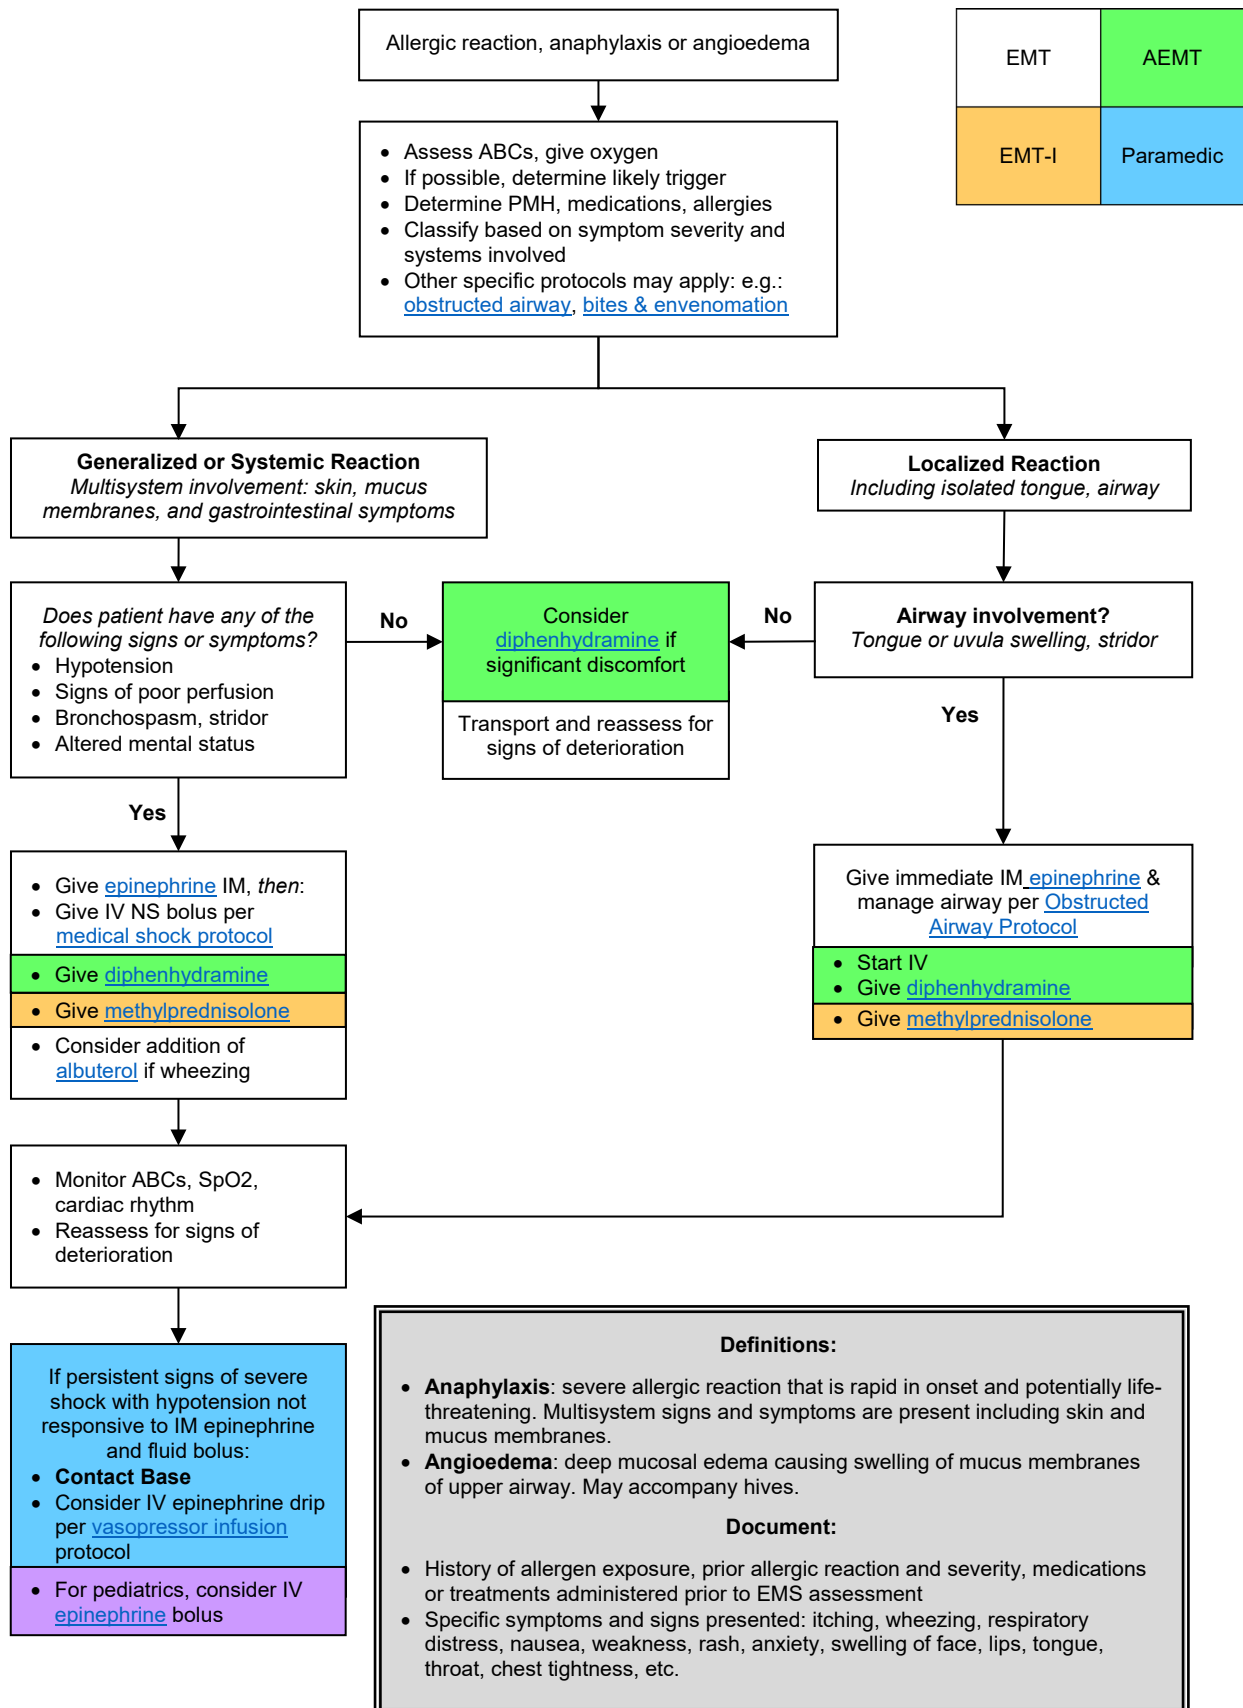 Allergic reaction, anaphylaxis or angioedema
EMT
AEMT
EMT-I
Paramedic
• Assess ABCs, give oxygen
• If possible, determine likely trigger
• Determine PMH, medications, allergies
• Classify based on symptom severity and
systems involved
• Other specific protocols may apply: e.g.:
obstructed airway, bites & envenomation
Generalized or Systemic Reaction
Multisystem involvement: skin, mucus
membranes, and gastrointestinal symptoms
Localized Reaction
Including isolated tongue, airway
Does patient have any of the
following signs or symptoms?
• Hypotension
• Signs of poor perfusion
• Bronchospasm, stridor
• Altered mental status
No
Consider
diphenhydramine if
significant discomfort
Transport and reassess for
signs of deterioration
No
Airway involvement?
Tongue or uvula swelling, stridor
Yes
Yes
• Give epinephrine IM, then:
• Give IV NS bolus per
medical shock protocol
• Give diphenhydramine
• Give methylprednisolone
• Consider addition of
albuterol if wheezing
Give immediate IM epinephrine &
manage airway per Obstructed
Airway Protocol
• Start IV
• Give diphenhydramine
• Give methylprednisolone
• Monitor ABCs, SpO2,
cardiac rhythm
• Reassess for signs of
deterioration
If persistent signs of severe
shock with hypotension not
responsive to IM epinephrine
and fluid bolus:
• Contact Base
• Consider IV epinephrine drip
per vasopressor infusion
protocol
• For pediatrics, consider IV
epinephrine bolus
Definitions:
• Anaphylaxis: severe allergic reaction that is rapid in onset and potentially life-
threatening. Multisystem signs and symptoms are present including skin and
mucus membranes.
• Angioedema: deep mucosal edema causing swelling of mucus membranes
of upper airway. May accompany hives.
Document:
• History of allergen exposure, prior allergic reaction and severity, medications
or treatments administered prior to EMS assessment
• Specific symptoms and signs presented: itching, wheezing, respiratory
distress, nausea, weakness, rash, anxiety, swelling of face, lips, tongue,
throat, chest tightness, etc.